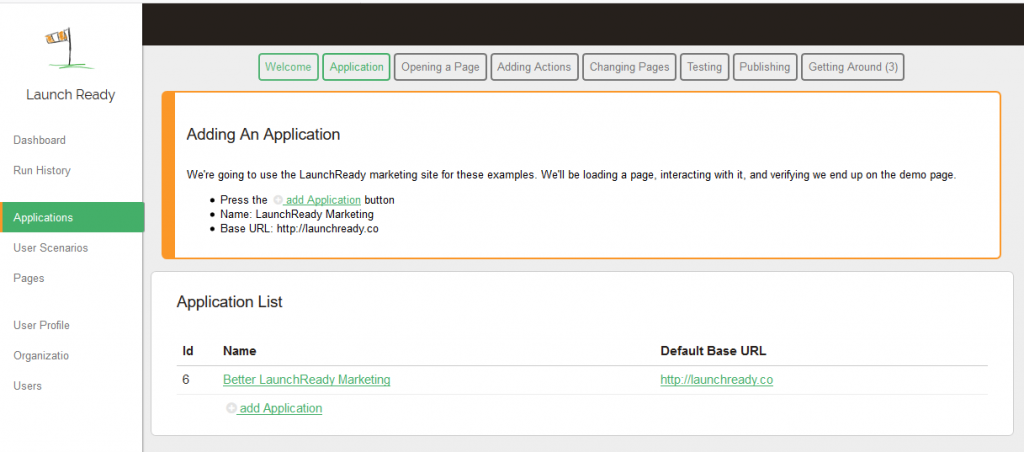 Launch Ready
Dashboard
Run History
Applications
User Scenarios
Pages
User Profile
Organizatio
Users
Welcome
Application
Opening a Page
Adding Actions
Changing Pages
Testing
Publishing
Getting Around (3)
Adding An Application
We're going to use the LaunchReady marketing site for these examples. We'll be loading a page, interacting with it, and verifying we end up on the demo page.
Press the add Application button
Name: LaunchReady Marketing
Base URL: http://launchready.co
Application List
Id Name Default Base URL
6 Better LaunchReady Marketing http://launchready.co
add Application